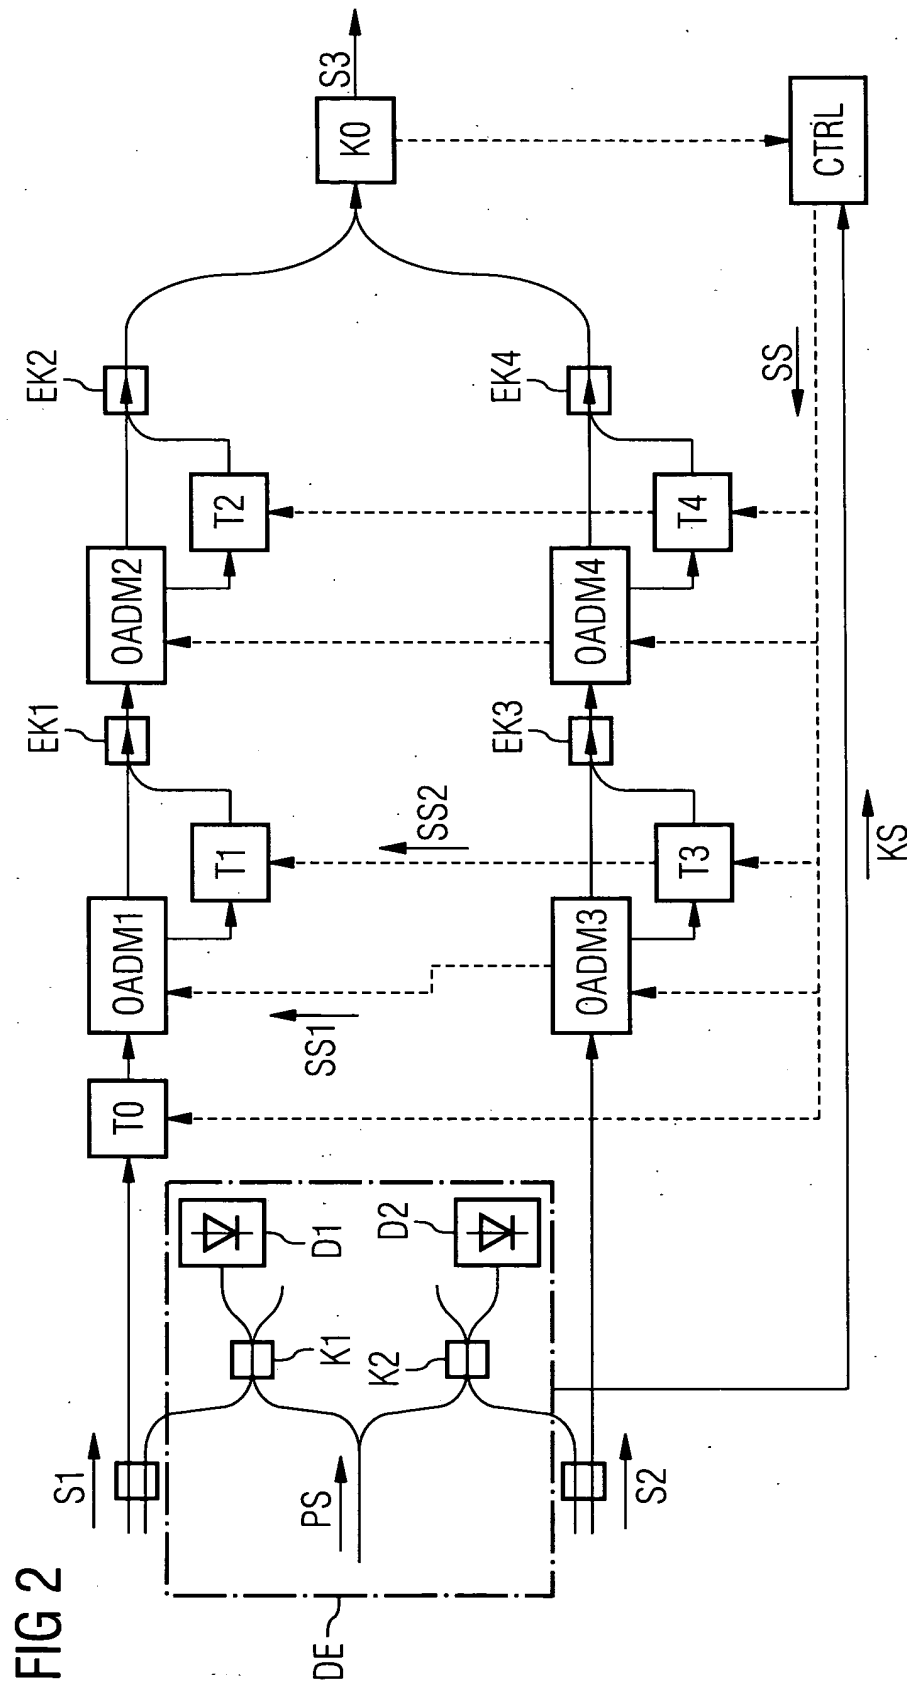 FIG 2
S1
T0
OADM1
EK1
OADM2
EK2
T1
T2
SS1
SS2
K0
S3
D1
K1
PS
D2
K2
DE
S2
OADM3
EK3
OADM4
EK4
T3
T4
SS
CTRL
KS